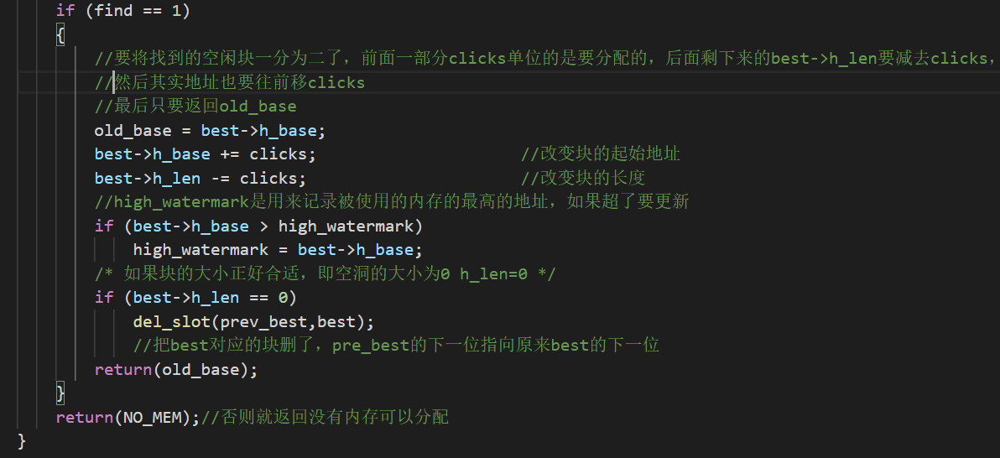 if (find == 1)
{
//要将找到的空闲块一分为二了，前面一部分clicks单位的是要分配的，后面剩下来的best->h_len要减去clicks，
//然后其实地址也要往前移clicks
//最后只要返回old_base
old_base = best->h_base;
best->h_base += clicks; //改变块的起始地址
best->h_len -= clicks; //改变块的长度
//high_watermark是用来记录被使用的内存的最高的地址，如果超了要更新
if (best->h_base > high_watermark)
high_watermark = best->h_base;
/* 如果块的大小正好合适，即空洞的大小为0 h_len=0 */
if (best->h_len == 0)
del_slot(prev_best,best);
//把best对应的块删了，pre_best的下一位指向原来best的下一位
return(old_base);
}
return(NO_MEM);//否则就返回没有内存可以分配
}